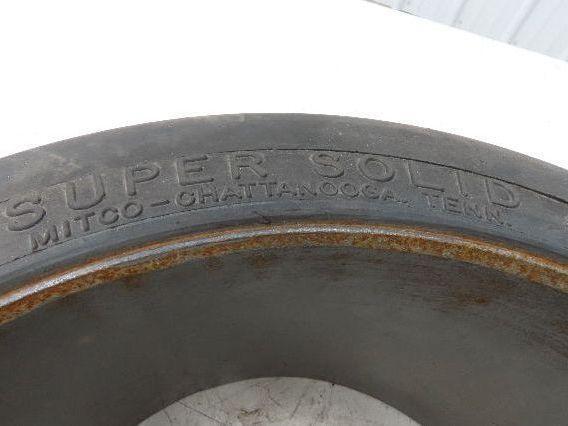 SUPER SOLID
MITCO-CHATTANOOGA, TENN.